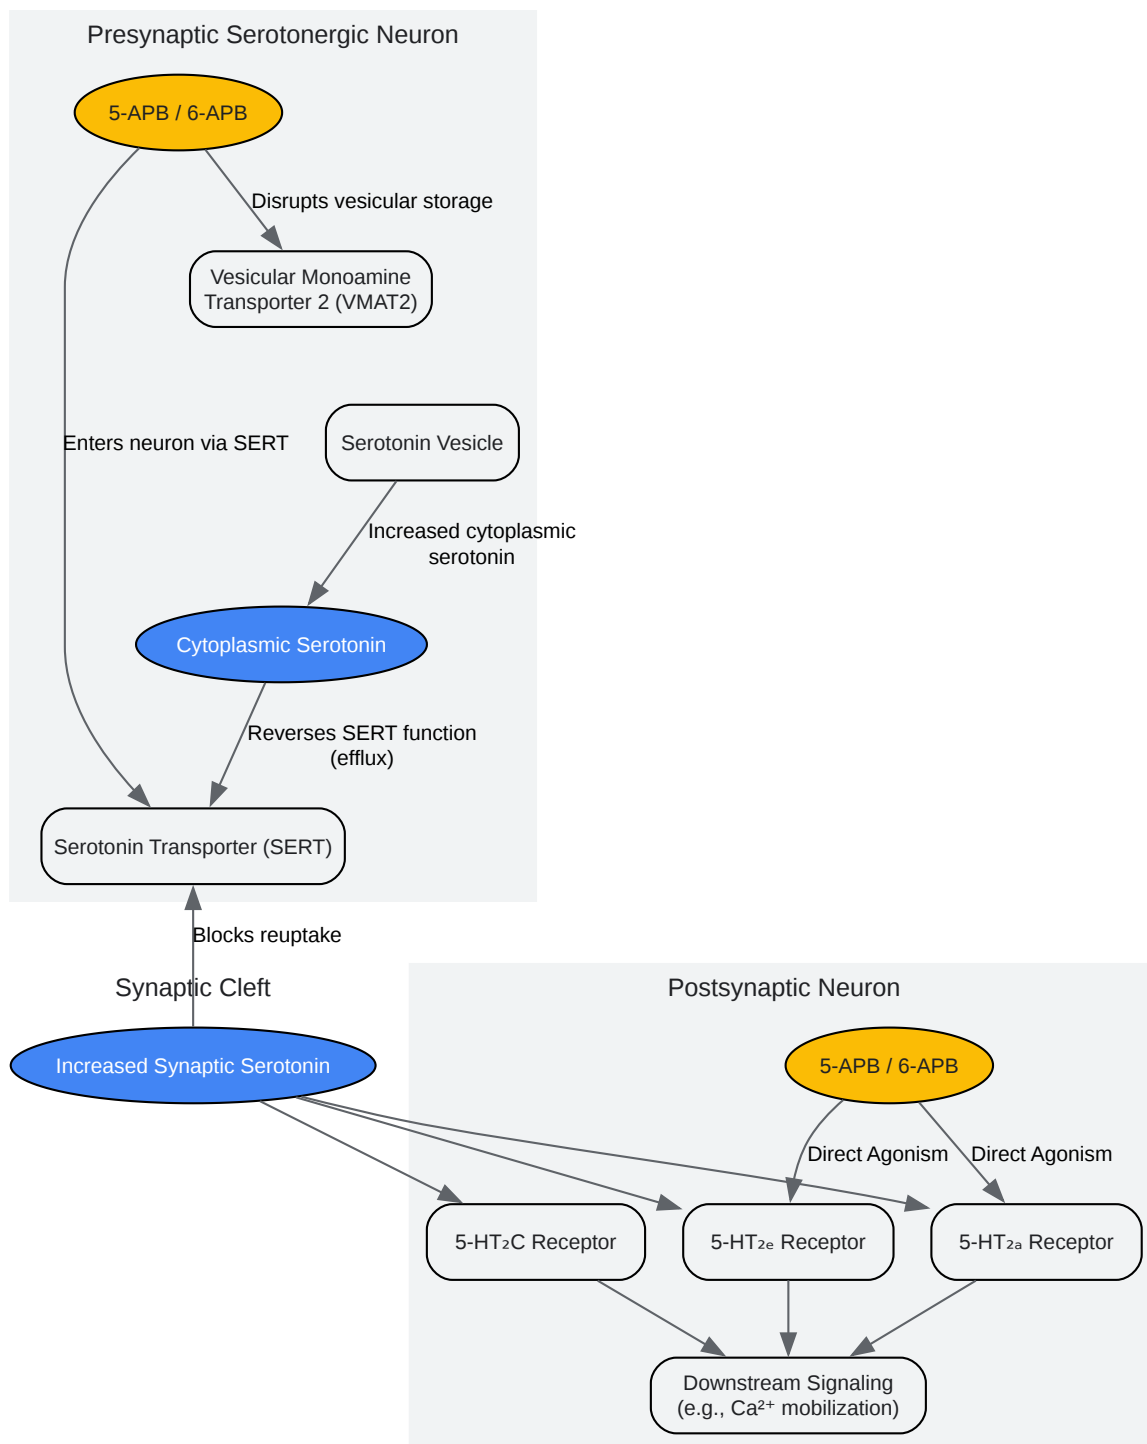 Presynaptic Serotonergic Neuron
5-APB / 6-APB
Disrupts vesicular storage
Vesicular Monoamine
Transporter 2 (VMAT2)
Enters neuron via SERT
Serotonin Vesicle
Increased cytoplasmic
serotonin
Cytoplasmic Serotonin
Reverses SERT function
(efflux)
Serotonin Transporter (SERT)
Blocks reuptake
Synaptic Cleft
Increased Synaptic Serotonin
Postsynaptic Neuron
5-APB / 6-APB
Direct Agonism
Direct Agonism
5-HT₂C Receptor
5-HT₂ₑ Receptor
5-HT₂ₐ Receptor
Downstream Signaling
(e.g., Ca²⁺ mobilization)